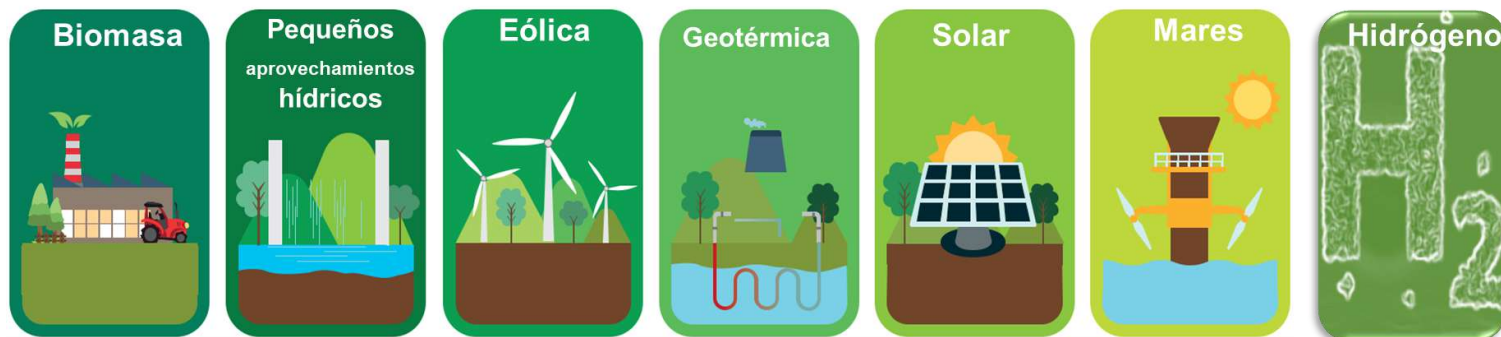 Biomasa
Pequeños
aprovechamientos
hídricos
Eólica
Geotérmica
Solar
Mares
Hidrógeno
H2